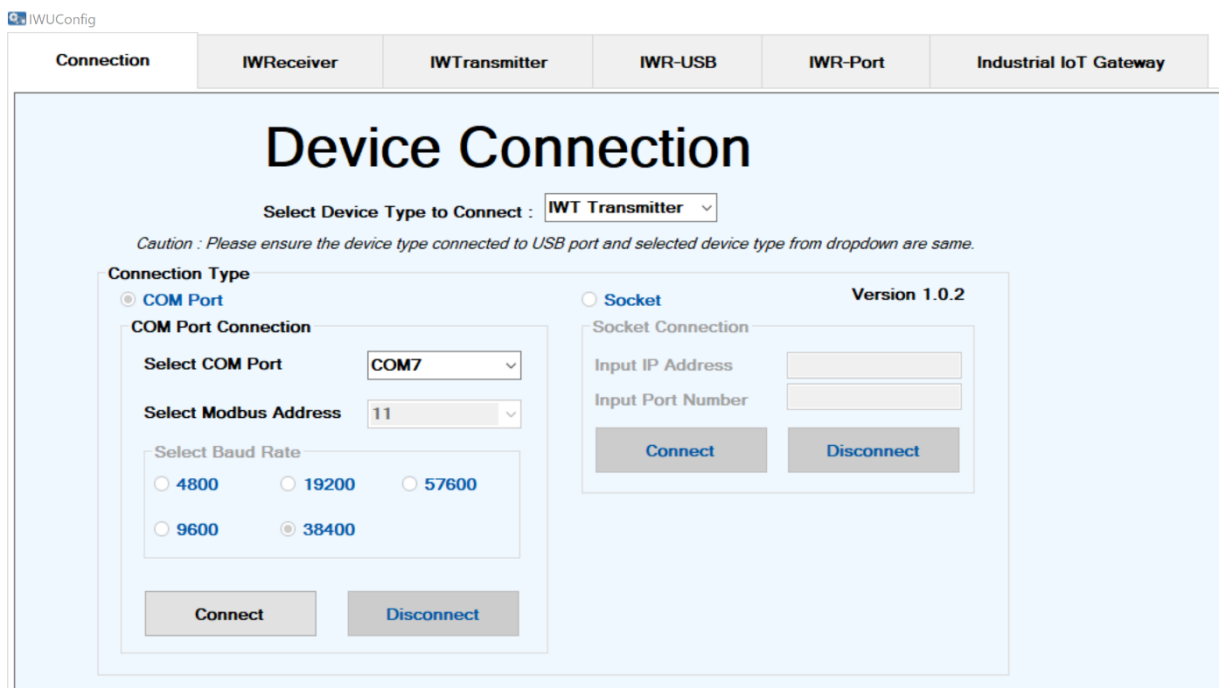 IWUConfig
Connection IWReceiver IWTransmitter IWR-USB IWR-Port Industrial IoT Gateway
Device Connection
Select Device Type to Connect : IWT Transmitter
Caution : Please ensure the device type connected to USB port and selected device type from dropdown are same.
Connection Type
COM Port
Socket
Version 1.0.2
COM Port Connection
Select COM Port COM7
Select Modbus Address 11
Select Baud Rate
4800 19200 57600
9600 38400
Connect Disconnect
Socket Connection
Input IP Address
Input Port Number
Connect Disconnect